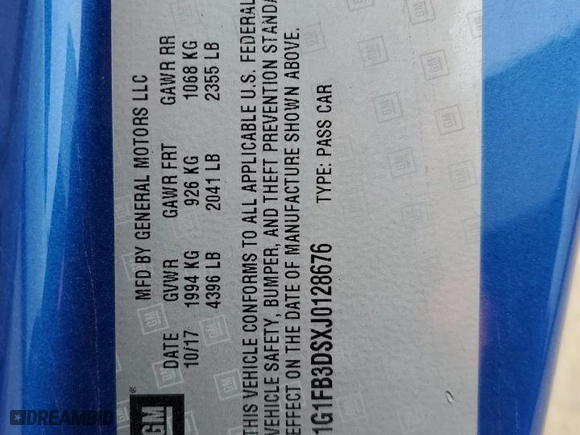 GM®
MFD BY GENERAL MOTORS LLC
DATE GVWR GAWR FRT GAWR RR
10/17 1994 KG 926 KG 1068 KG
4396 LB 2041 LB 2355 LB
THIS VEHICLE CONFORMS TO ALL APPLICABLE U.S. FEDERAL
VEHICLE SAFETY, BUMPER, AND THEFT PREVENTION STANDA
EFFECT ON THE DATE OF MANUFACTURE SHOWN ABOVE.
1G1FB3DSXJ0128676 TYPE: PASS CAR
DREAMBID